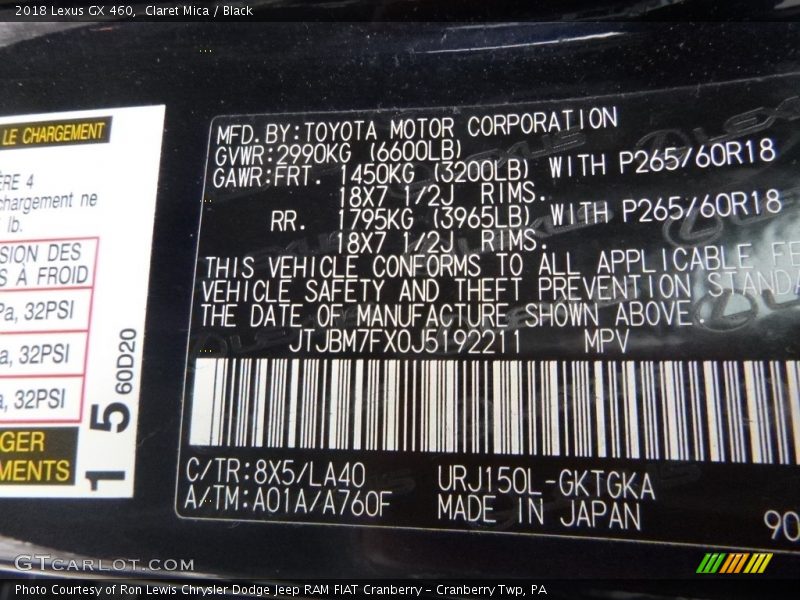 2018 Lexus GX 460, Claret Mica / Black
LE CHARGEMENT
ÈRE 4
chargement ne
lb.
SION DES
S À FROID
Pa, 32PSI
a, 32PSI
a, 32PSI
GER
MENTS
1 5 60D20
MFD.BY:TOYOTA MOTOR CORPORATION
GVWR:2990KG (6600LB)
GAWR:FRT. 1450KG (3200LB) WITH P265/60R18
18X7 1/2J RIMS.
RR. 1795KG (3965LB) WITH P265/60R18
18X7 1/2J RIMS.
THIS VEHICLE CONFORMS TO ALL APPLICABLE FE
VEHICLE SAFETY AND THEFT PREVENTION STANDA
THE DATE OF MANUFACTURE SHOWN ABOVE.
JTJBM7FX0J5192211 MPV
C/TR:8X5/LA40 URJ150L-GKTGKA
A/TM:A01A/A760F MADE IN JAPAN
90
GTCARLOT.COM
Photo Courtesy of Ron Lewis Chrysler Dodge Jeep RAM FIAT Cranberry – Cranberry Twp, PA